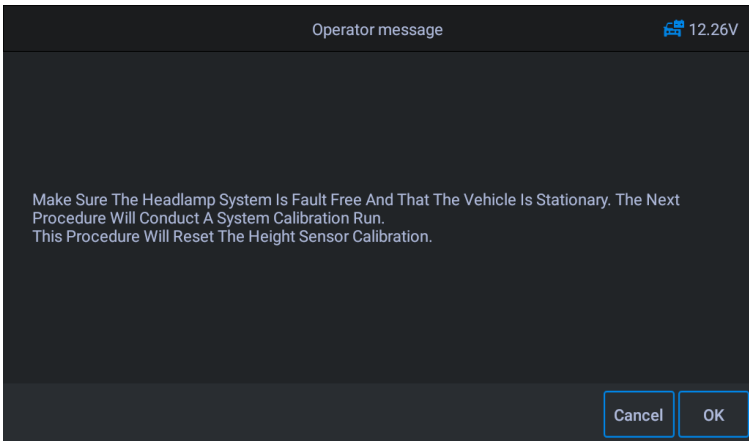 Operator message
12.26V
Make Sure The Headlamp System Is Fault Free And That The Vehicle Is Stationary. The Next
Procedure Will Conduct A System Calibration Run.
This Procedure Will Reset The Height Sensor Calibration.
Cancel
OK